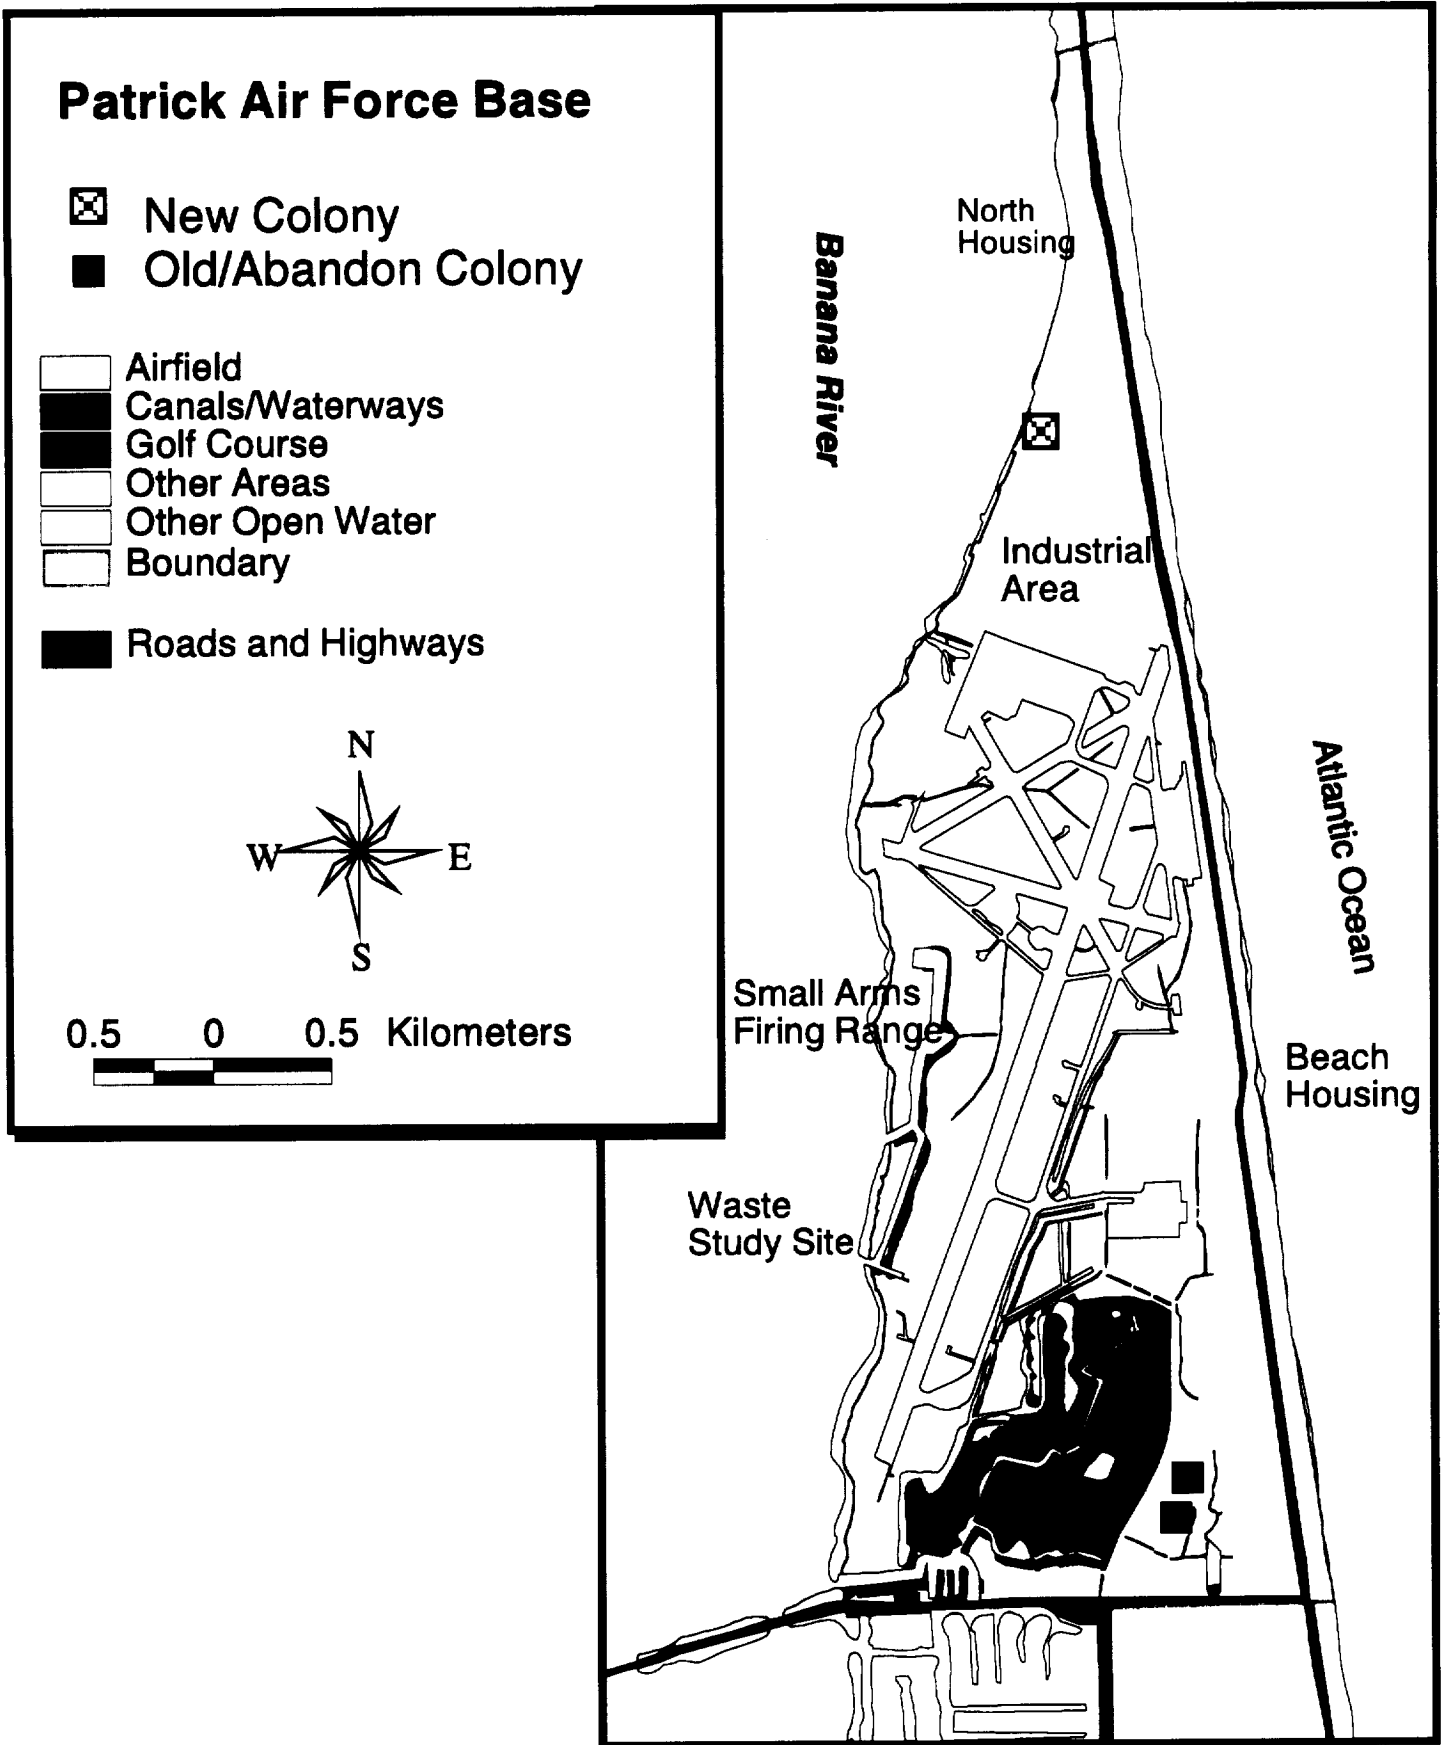 Patrick Air Force Base
New Colony
Old/Abandon Colony
Airfield
Canals/Waterways
Golf Course
Other Areas
Other Open Water
Boundary
Roads and Highways
N
W
E
S
0.5 0 0.5 Kilometers
North
Housing
Banana River
Industrial
Area
Atlantic Ocean
Small Arms
Firing Range
Beach
Housing
Waste
Study Site